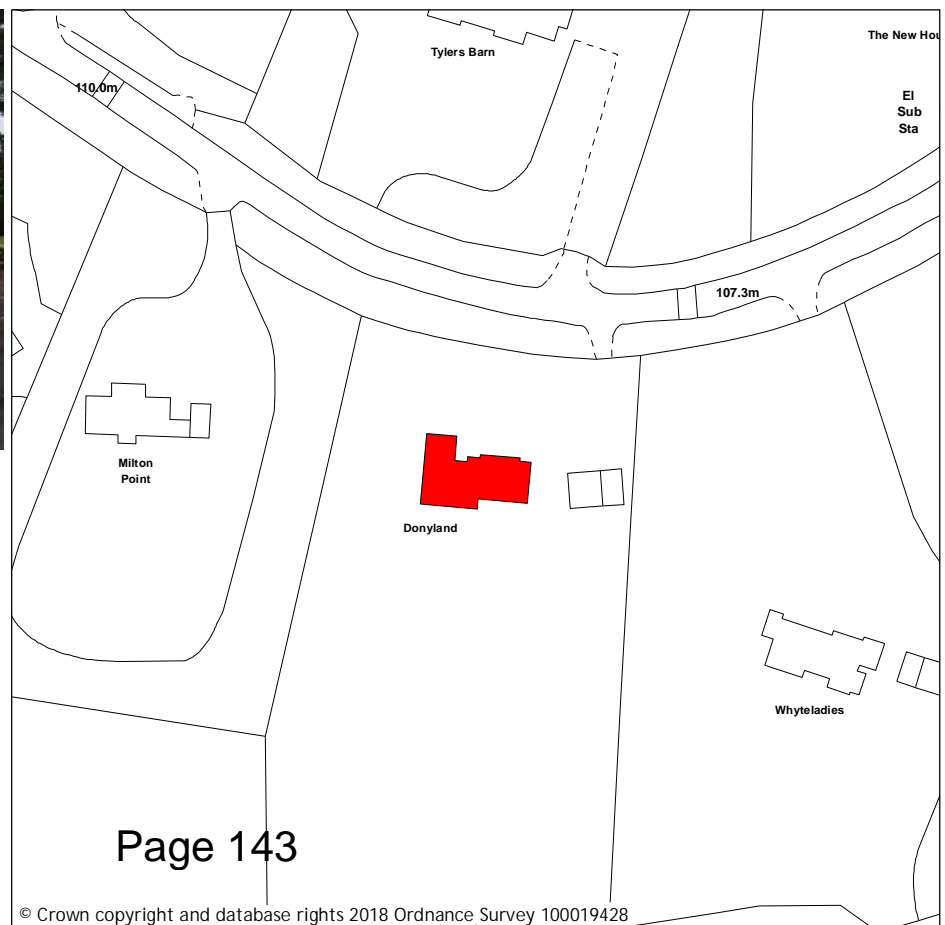 Tylers Barn
The New Hou
110.0m
El
Sub
Sta
107.3m
Milton
Point
Donyland
Whyteladies
Page 143
© Crown copyright and database rights 2018 Ordnance Survey 100019428